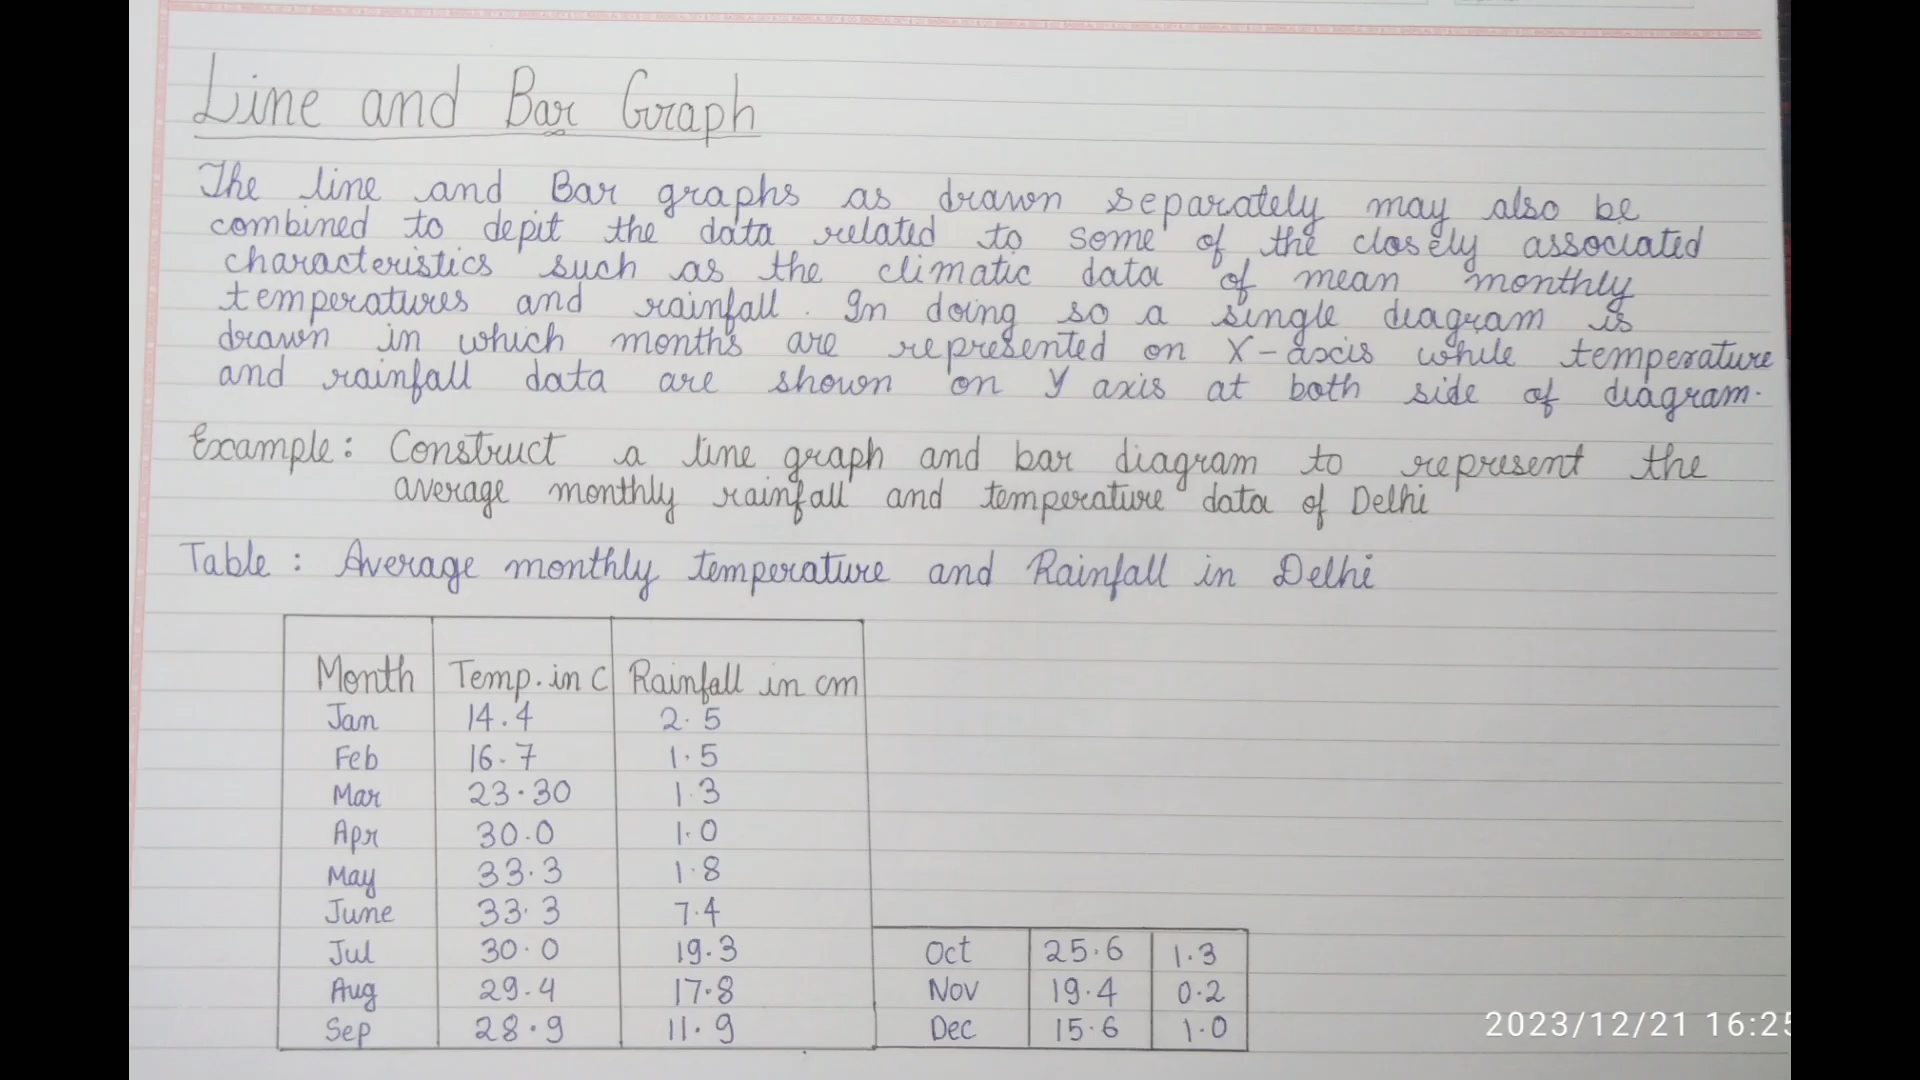 Line and Bar Graph
The line and Bar graphs as drawn separately may also be
combined to depit the data related to some of the closely associated
characteristics such as the climatic data of mean monthly
temperatures and rainfall. In doing so a single diagram is
drawn in which months are represented on X-axis while temperature
and rainfall data are shown on Y axis at both side of diagram.
Example: Construct a line graph and bar diagram to represent the
average monthly rainfall and temperature data of Delhi
Table : Average monthly temperature and Rainfall in Delhi
Month Temp. in C Rainfall in cm
Jan 14.4 2.5
Feb 16.7 1.5
Mar 23.30 1.3
Apr 30.0 1.0
May 33.3 1.8
June 33.3 7.4
Jul 30.0 19.3
Aug 29.4 17.8
Sep 28.9 11.9
Oct 25.6 1.3
Nov 19.4 0.2
Dec 15.6 1.0
2023/12/21 16:25